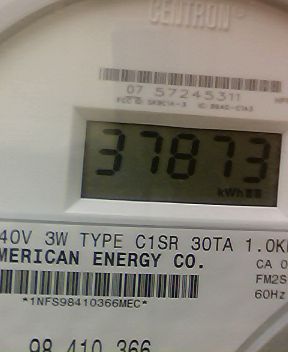 CENTRON
07 57245311
37873
kWh
40V 3W TYPE C1SR 30TA 1.0K
MERICAN ENERGY CO.
CA 0
FM2S
60Hz
*1NFS98410366MEC*
98 410 366